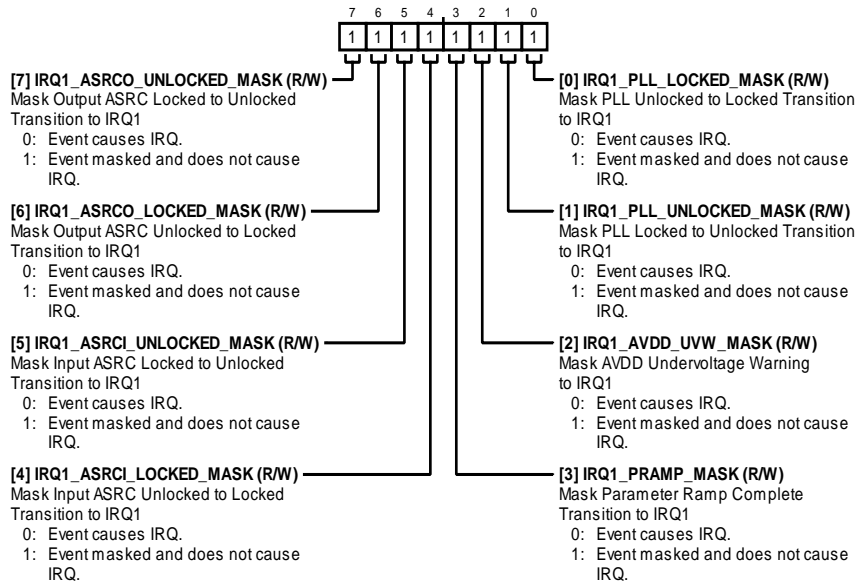 7 6 5 4 3 2 1 0
1 1 1 1 1 1 1 1
[7] IRQ1_ASRCO_UNLOCKED_MASK (R/W)
Mask Output ASRC Locked to Unlocked
Transition to IRQ1
0: Event causes IRQ.
1: Event masked and does not cause
IRQ.
[6] IRQ1_ASRCO_LOCKED_MASK (R/W)
Mask Output ASRC Unlocked to Locked
Transition to IRQ1
0: Event causes IRQ.
1: Event masked and does not cause
IRQ.
[5] IRQ1_ASRCI_UNLOCKED_MASK (R/W)
Mask Input ASRC Locked to Unlocked
Transition to IRQ1
0: Event causes IRQ.
1: Event masked and does not cause
IRQ.
[4] IRQ1_ASRCI_LOCKED_MASK (R/W)
Mask Input ASRC Unlocked to Locked
Transition to IRQ1
0: Event causes IRQ.
1: Event masked and does not cause
IRQ.
[0] IRQ1_PLL_LOCKED_MASK (R/W)
Mask PLL Unlocked to Locked Transition
to IRQ1
0: Event causes IRQ.
1: Event masked and does not cause
IRQ.
[1] IRQ1_PLL_UNLOCKED_MASK (R/W)
Mask PLL Locked to Unlocked Transition
to IRQ1
0: Event causes IRQ.
1: Event masked and does not cause
IRQ.
[2] IRQ1_AVDD_UVW_MASK (R/W)
Mask AVDD Undervoltage Warning
to IRQ1
0: Event causes IRQ.
1: Event masked and does not cause
IRQ.
[3] IRQ1_PRAMP_MASK (R/W)
Mask Parameter Ramp Complete
Transition to IRQ1
0: Event causes IRQ.
1: Event masked and does not cause
IRQ.